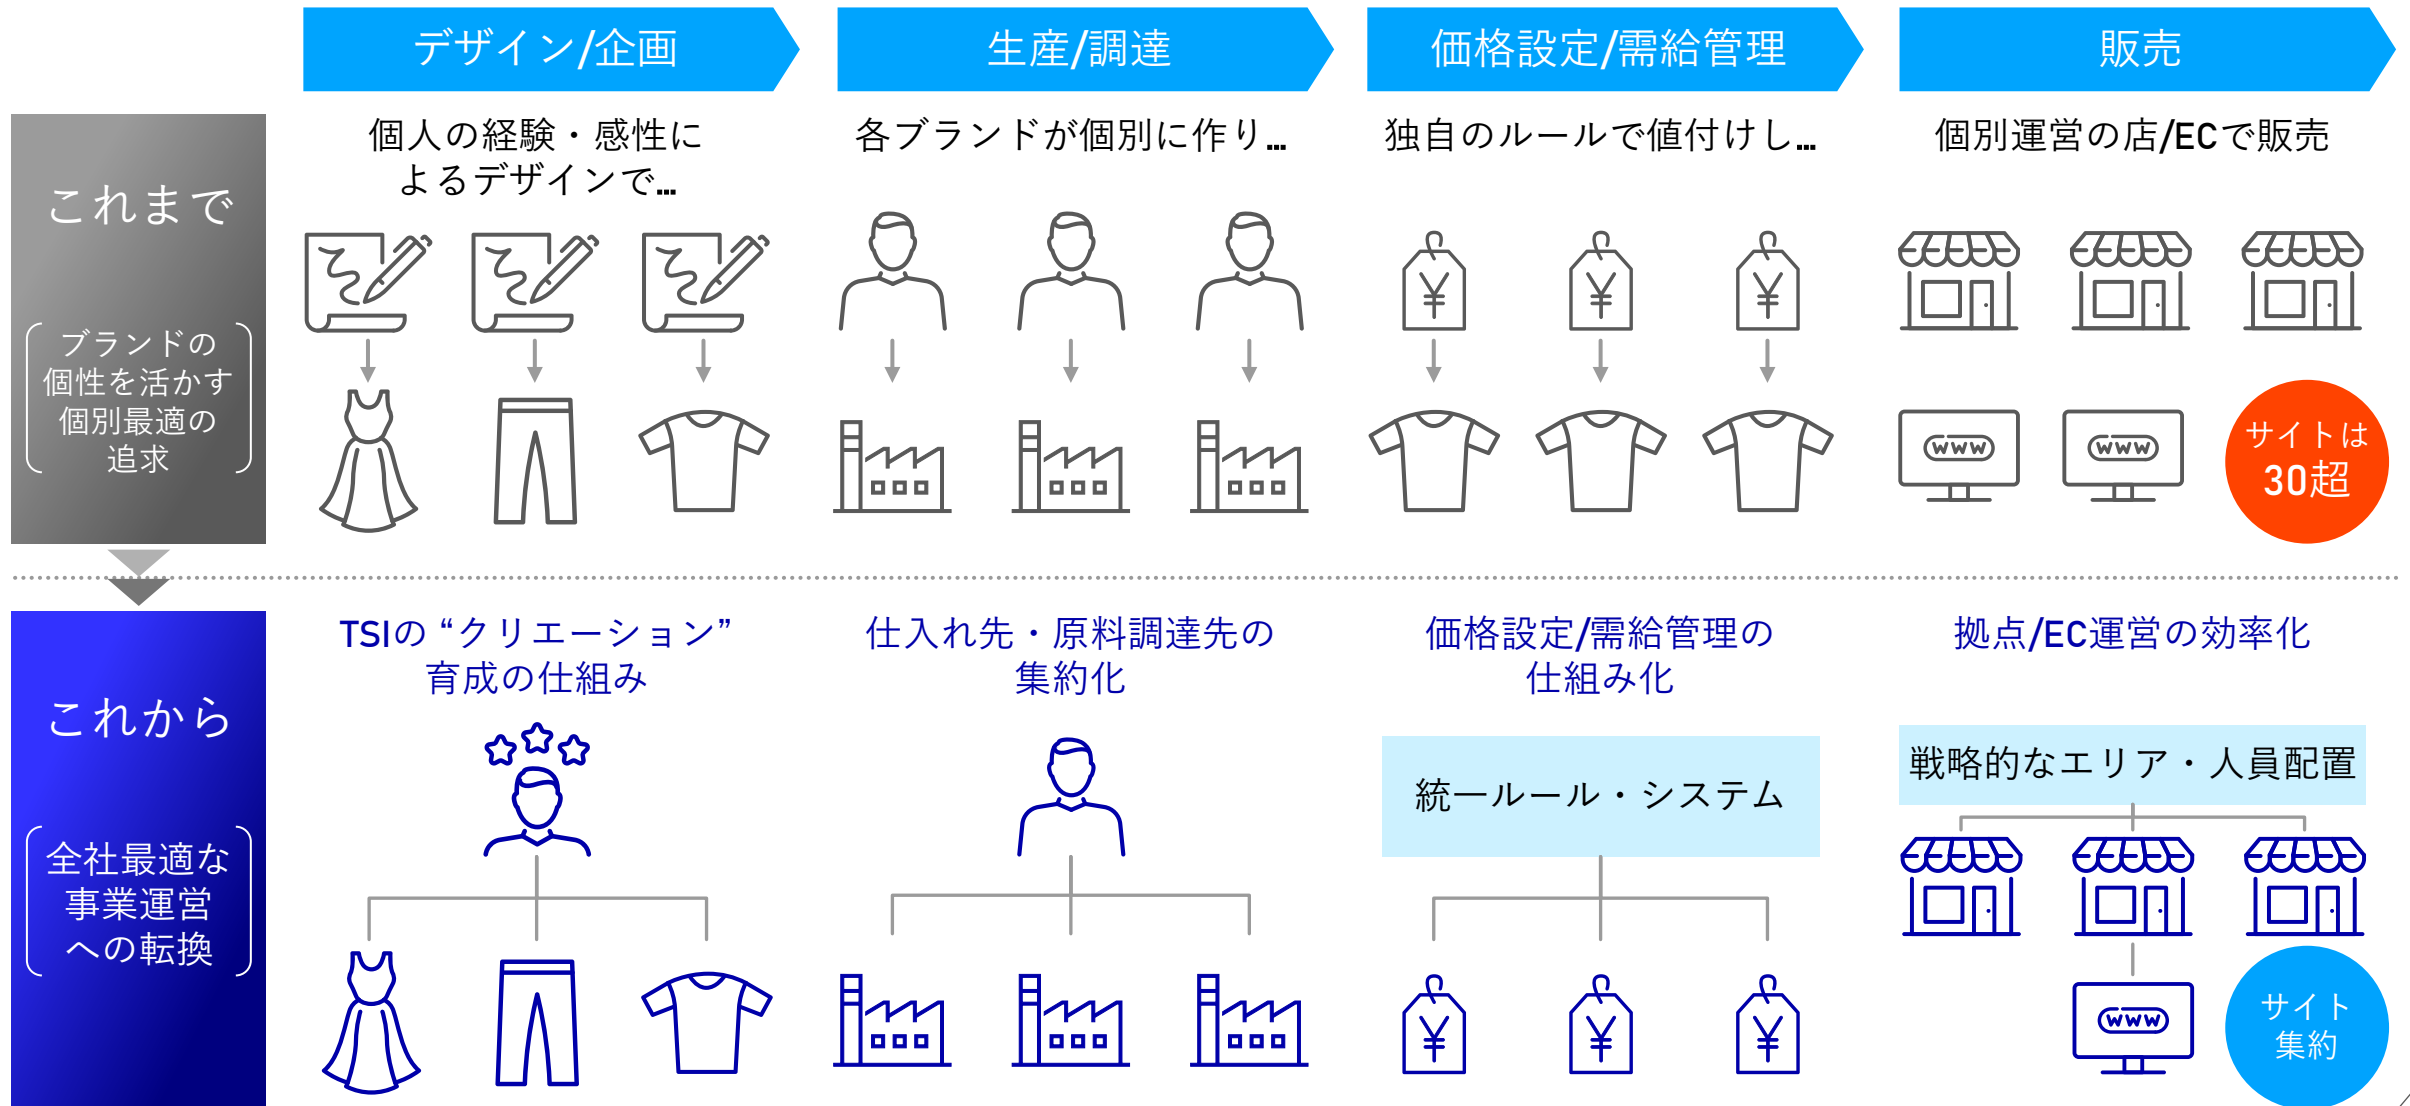 デザイン/企画
生産/調達
価格設定/需給管理
販売
これまで
ブランドの
個性を活かす
個別最適の
追求
個人の経験・感性に
よるデザインで…
各ブランドが個別に作り…
独自のルールで値付けし…
個別運営の店/ECで販売
¥
¥
¥
www
www
サイトは
30超
これから
全社最適な
事業運営
への転換
TSIの “クリエーション”
育成の仕組み
仕入れ先・原料調達先の
集約化
価格設定/需給管理の
仕組み化
統一ルール・システム
¥
¥
¥
拠点/EC運営の効率化
戦略的なエリア・人員配置
www
サイト
集約